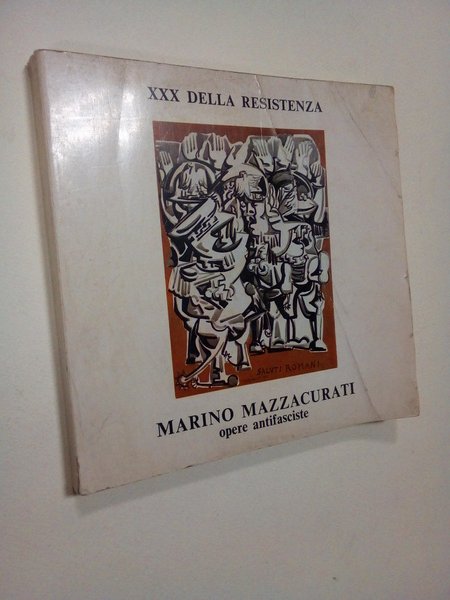 XXX DELLA RESISTENZA
SALUTI ROMANI
MARINO MAZZACURATI
opere antifasciste